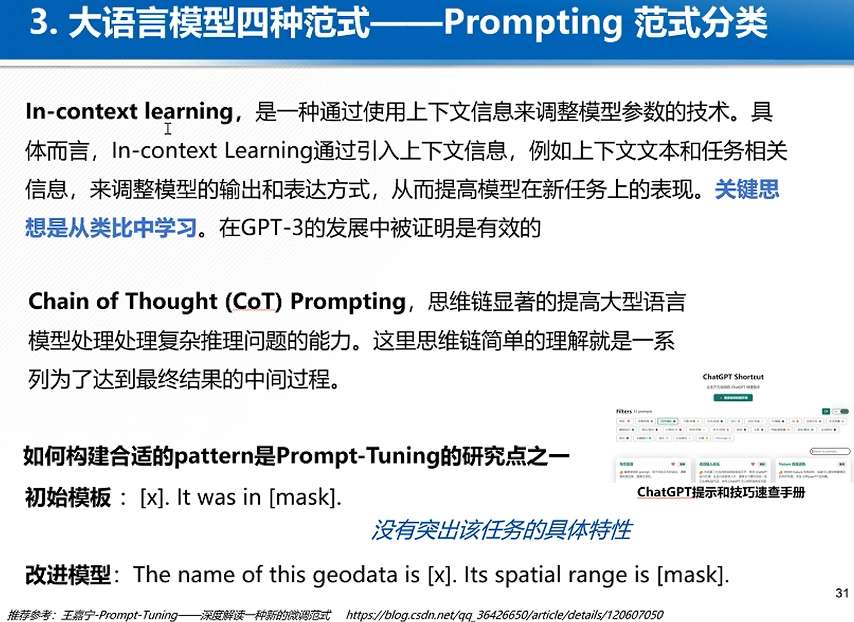 3. 大语言模型四种范式——Prompting 范式分类
In-context learning，是一种通过使用上下文信息来调整模型参数的技术。具
体而言，In-context Learning通过引入上下文信息，例如上下文文本和任务相关
信息，来调整模型的输出和表达方式，从而提高模型在新任务上的表现。关键思
想是从类比中学习。在GPT-3的发展中被证明是有效的
Chain of Thought (CoT) Prompting，思维链显著的提高大型语言
模型处理处理复杂推理问题的能力。这里思维链简单的理解就是一系
列为了达到最终结果的中间过程。
ChatGPT Shortcut
Filters
ChatGPT提示和技巧速查手册
如何构建合适的pattern是Prompt-Tuning的研究点之一
初始模板 ：[x]. It was in [mask].
没有突出该任务的具体特性
改进模型：The name of this geodata is [x]. Its spatial range is [mask].
31
推荐参考：王嘉宁-Prompt-Tuning——深度解读一种新的微调范式 https://blog.csdn.net/qq_36426650/article/details/120607050